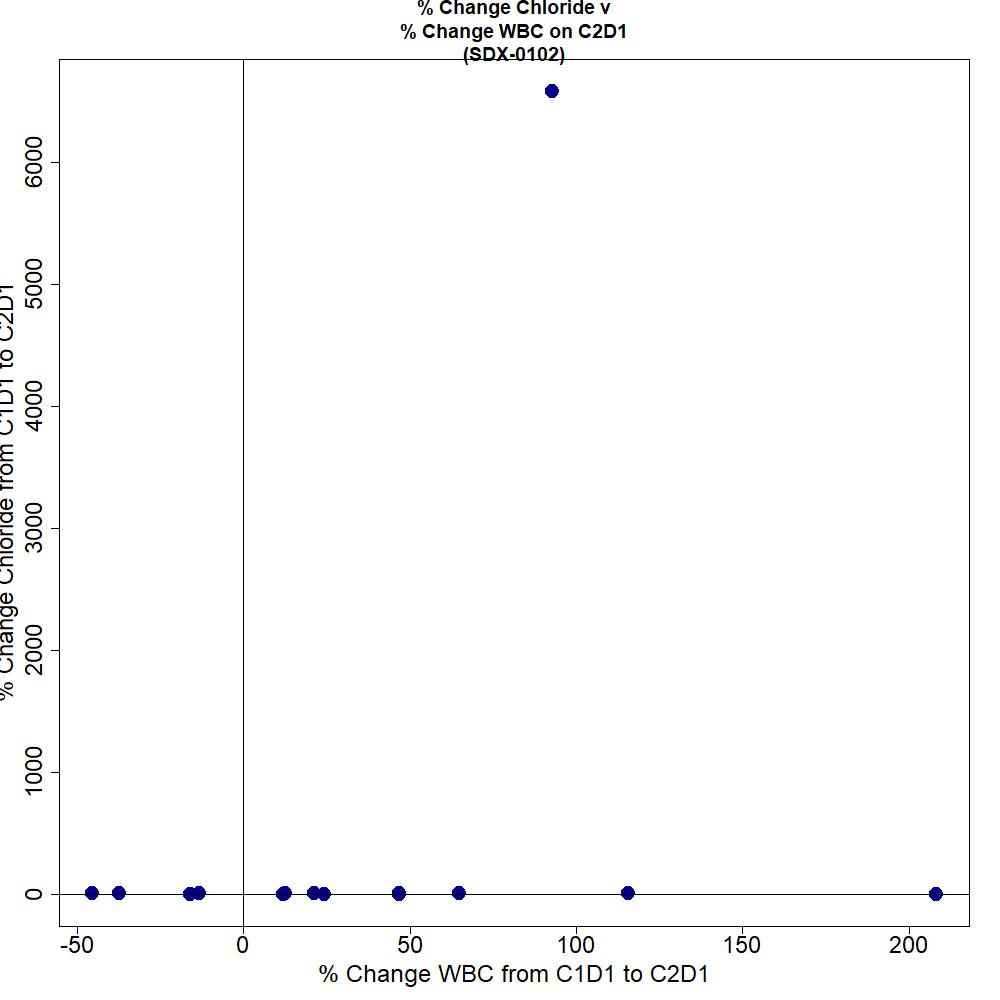 % Change Chloride v
% Change WBC on C2D1
(SDX-0102)
% Change Chloride from C1D1 to C2D1
6000
5000
4000
3000
2000
1000
0
-50
0
50
100
150
200
% Change WBC from C1D1 to C2D1